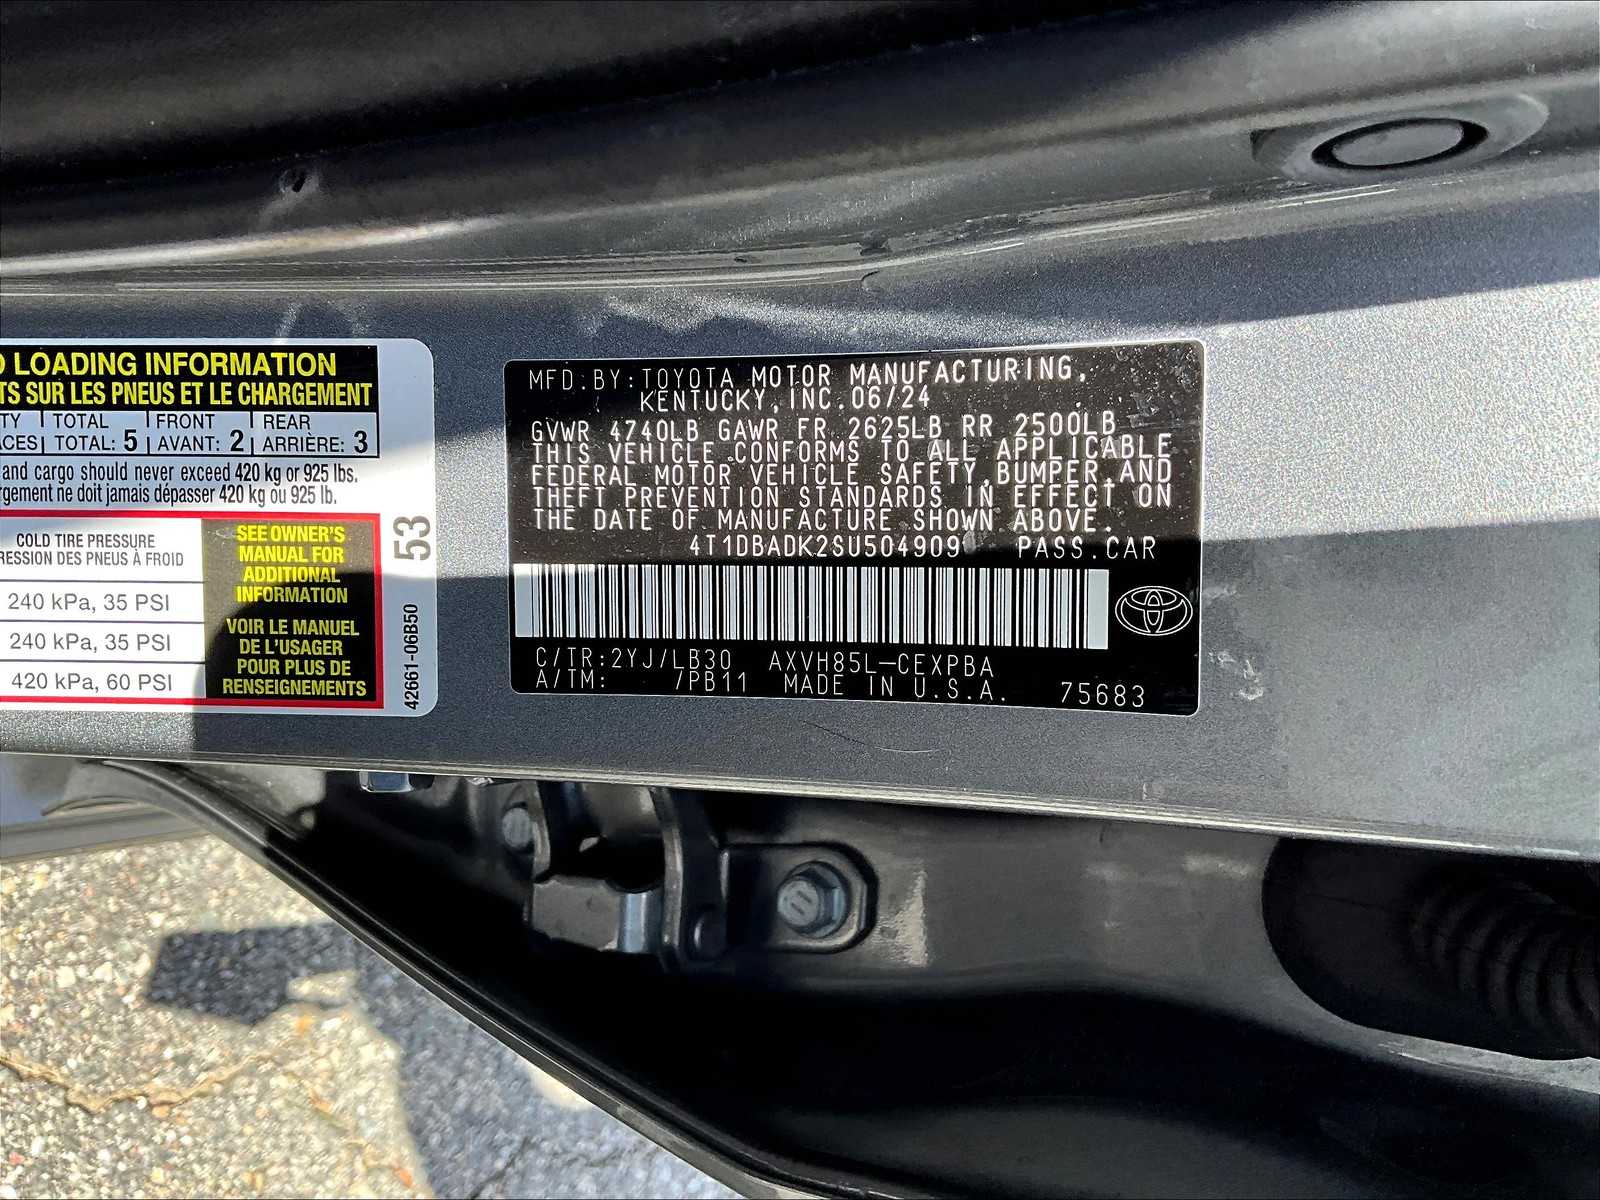 LOADING INFORMATION
TS SUR LES PNEUS ET LE CHARGEMENT
TY TOTAL FRONT REAR
ACES TOTAL: 5 AVANT: 2 ARRIÈRE: 3
and cargo should never exceed 420 kg or 925 lbs.
rgement ne doit jamais dépasser 420 kg ou 925 lb.
COLD TIRE PRESSURE
RESSION DES PNEUS À FROID
240 kPa, 35 PSI
240 kPa, 35 PSI
420 kPa, 60 PSI
SEE OWNER'S
MANUAL FOR
ADDITIONAL
INFORMATION
VOIR LE MANUEL
DE L'USAGER
POUR PLUS DE
RENSEIGNEMENTS
53
42661-06B50
MFD.BY:TOYOTA MOTOR MANUFACTURING,
KENTUCKY,INC.06/24
GVWR 4740LB GAWR FR 2625LB RR 2500LB
THIS VEHICLE CONFORMS TO ALL APPLICABLE
FEDERAL MOTOR VEHICLE SAFETY,BUMPER,AND
THEFT PREVENTION STANDARDS IN EFFECT ON
THE DATE OF MANUFACTURE SHOWN ABOVE.
4T1DBADK2SU504909 PASS.CAR
C/TR:2YJ/LB30 AXVH85L-CEXPBA
A/TM: /PB11 MADE IN U.S.A. 75683